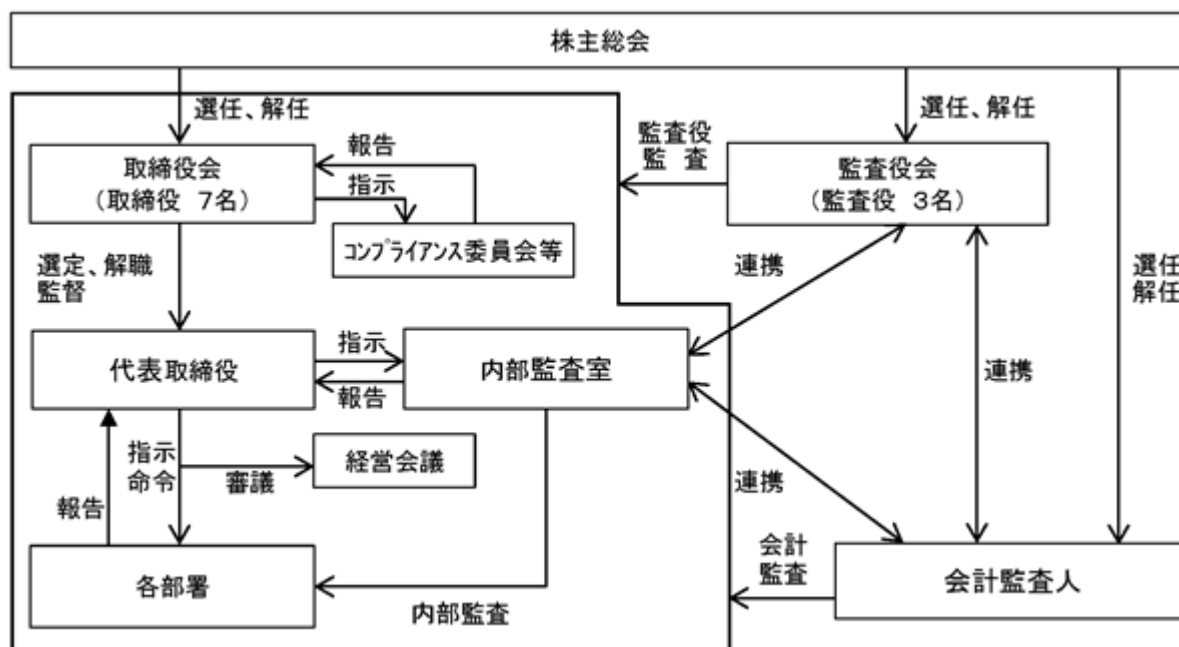 株主総会
選任、解任
選任、解任
選任
解任
取締役会
（取締役　7名）
報告
指示
コンプライアンス委員会等
監査役
監　査
監査役会
（監査役　3名）
選定、解職
監督
連携
連携
代表取締役
指示
報告
内部監査室
指示
命令
審議
経営会議
報告
連携
各部署
内部監査
会計
監査
会計監査人